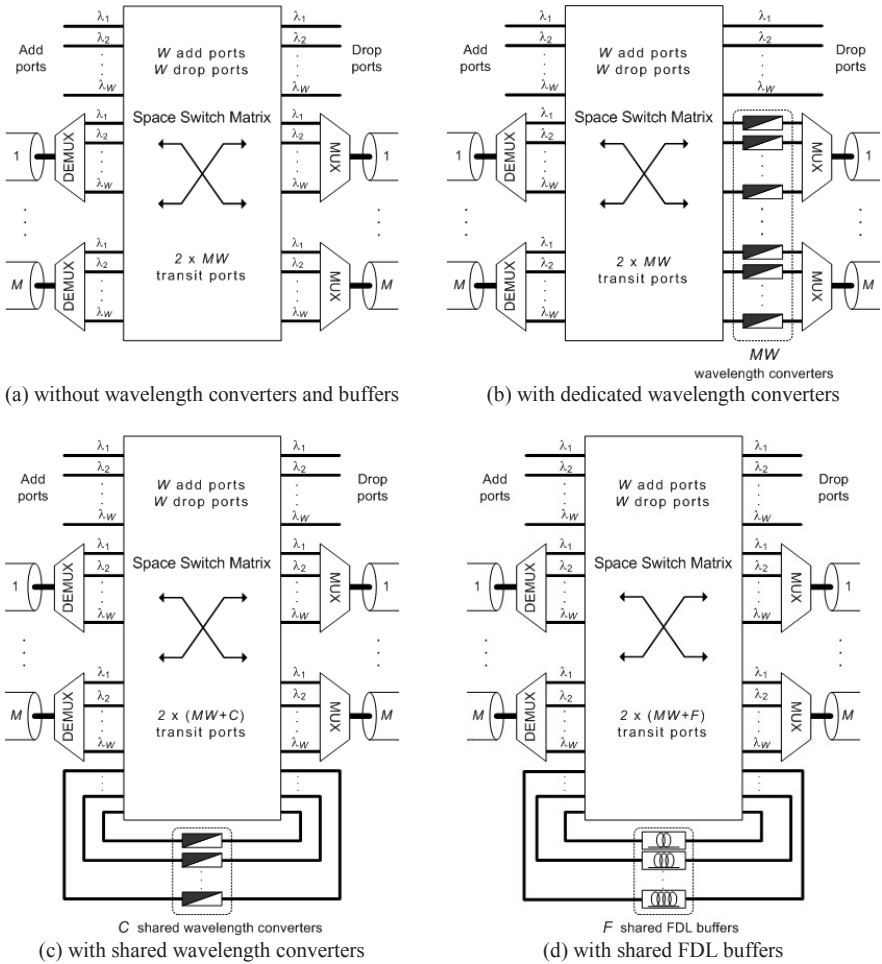 λ1
λ1
λ2
λ2
Add
ports
W add ports
W drop ports
Drop
ports
λW
λW
Space Switch Matrix
1
DEMUX
λ1
λ2
λW
λ1
λ2
λW
MUX
1
M
DEMUX
λ1
λ2
λW
2 x MW
transit ports
λ1
λ2
λW
MUX
M
(a) without wavelength converters and buffers
λ1
λ1
λ2
λ2
Add
ports
W add ports
W drop ports
Drop
ports
λW
λW
Space Switch Matrix
1
DEMUX
λ1
λ2
λW
MUX
1
M
DEMUX
λ1
λ2
λW
2 x MW
transit ports
MUX
M
MW
wavelength converters
(b) with dedicated wavelength converters
λ1
λ1
λ2
λ2
Add
ports
W add ports
W drop ports
Drop
ports
λW
λW
Space Switch Matrix
1
DEMUX
λ1
λ2
λW
λ1
λ2
λW
MUX
1
M
DEMUX
λ1
λ2
λW
2 x (MW+C)
transit ports
λ1
λ2
λW
MUX
M
C shared wavelength converters
(c) with shared wavelength converters
λ1
λ1
λ2
λ2
Add
ports
W add ports
W drop ports
Drop
ports
λW
λW
Space Switch Matrix
1
DEMUX
λ1
λ2
λW
λ1
λ2
λW
MUX
1
M
DEMUX
λ1
λ2
λW
2 x (MW+F)
transit ports
λ1
λ2
λW
MUX
M
F shared FDL buffers
(d) with shared FDL buffers